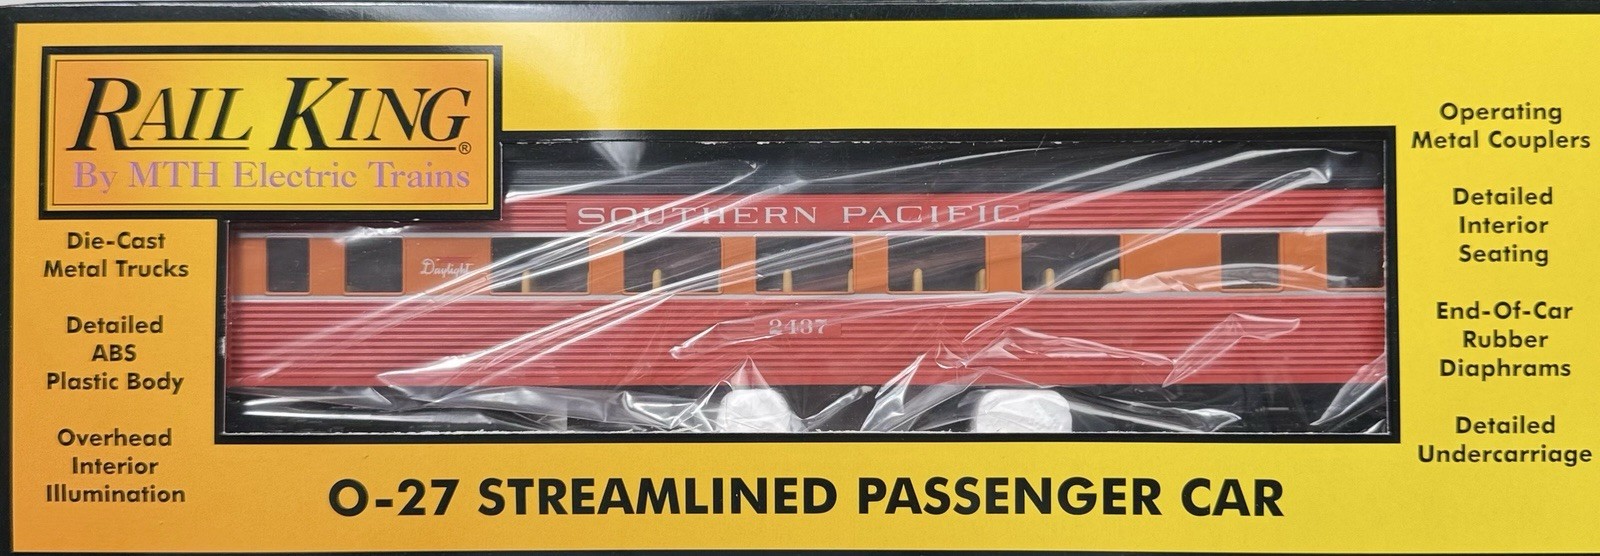 RAIL KING®
By MTH Electric Trains
Die-Cast
Metal Trucks
Detailed
ABS
Plastic Body
Overhead
Interior
Illumination
SOUTHERN PACIFIC
Daylight
2437
Operating
Metal Couplers
Detailed
Interior
Seating
End-Of-Car
Rubber
Diaphrams
Detailed
Undercarriage
O-27 STREAMLINED PASSENGER CAR